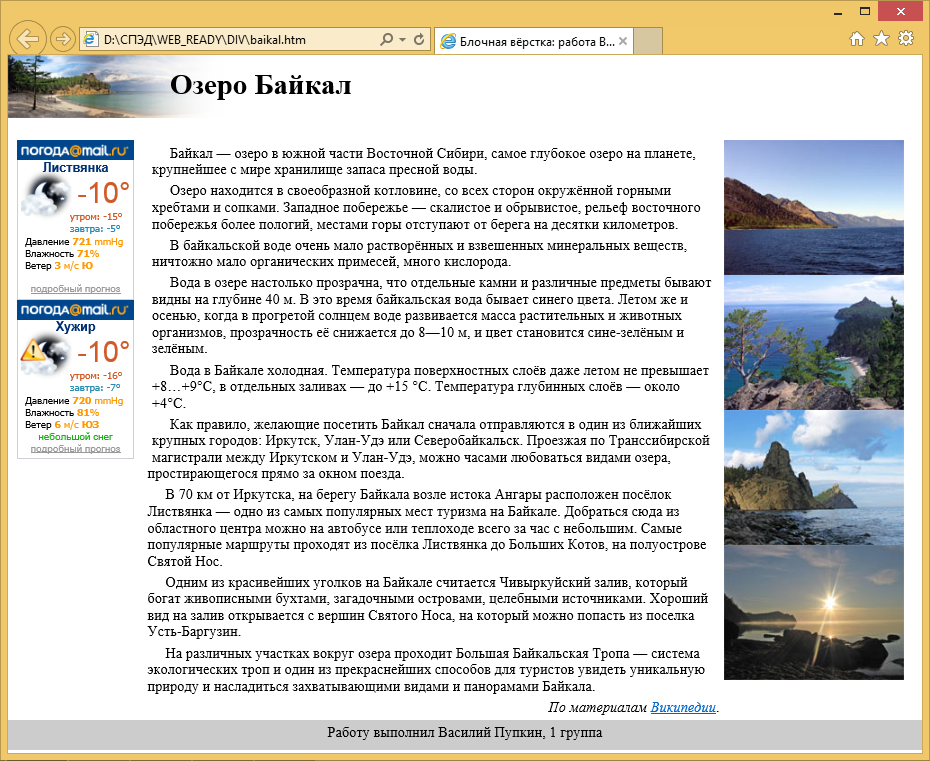 D:\СПЭД\WEB_READY\DIV\baikal.htm
Блочная вёрстка: работа В...
Озеро Байкал
погода@mail.ru
Листвянка
-10°
утром: -15°
завтра: -5°
Давление 721 mmHg
Влажность 71%
Ветер 3 м/с Ю
подробный прогноз
погода@mail.ru
Хужир
-10°
утром: -16°
завтра: -7°
Давление 720 mmHg
Влажность 81%
Ветер 6 м/с ЮЗ
небольшой снег
подробный прогноз
Байкал — озеро в южной части Восточной Сибири, самое глубокое озеро на планете,
крупнейшее с мире хранилище запаса пресной воды.
Озеро находится в своеобразной котловине, со всех сторон окружённой горными
хребтами и сопками. Западное побережье — скалистое и обрывистое, рельеф восточного
побережья более пологий, местами горы отступают от берега на десятки километров.
В байкальской воде очень мало растворённых и взвешенных минеральных веществ,
ничтожно мало органических примесей, много кислорода.
Вода в озере настолько прозрачна, что отдельные камни и различные предметы бывают
видны на глубине 40 м. В это время байкальская вода бывает синего цвета. Летом же и
осенью, когда в прогретой солнцем воде развивается масса растительных и животных
организмов, прозрачность её снижается до 8—10 м, и цвет становится сине-зелёным и
зелёным.
Вода в Байкале холодная. Температура поверхностных слоёв даже летом не превышает
+8…+9°C, в отдельных заливах — до +15 °C. Температура глубинных слоёв — около
+4°C.
Как правило, желающие посетить Байкал сначала отправляются в один из ближайших
крупных городов: Иркутск, Улан-Удэ или Северобайкальск. Проезжая по Транссибирской
магистрали между Иркутском и Улан-Удэ, можно часами любоваться видами озера,
простирающегося прямо за окном поезда.
В 70 км от Иркутска, на берегу Байкала возле истока Ангары расположен посёлок
Листвянка — одно из самых популярных мест туризма на Байкале. Добраться сюда из
областного центра можно на автобусе или теплоходе всего за час с небольшим. Самые
популярные маршруты проходят из посёлка Листвянка до Больших Котов, на полуострове
Святой Нос.
Одним из красивейших уголков на Байкале считается Чивыркуйский залив, который
богат живописными бухтами, загадочными островами, целебными источниками. Хороший
вид на залив открывается с вершин Святого Носа, на который можно попасть из поселка
Усть-Баргузин.
На различных участках вокруг озера проходит Большая Байкальская Тропа — система
экологических троп и один из прекраснейших способов для туристов увидеть уникальную
природу и насладиться захватывающими видами и панорамами Байкала.
По материалам Википедии.
Работу выполнил Василий Пупкин, 1 группа